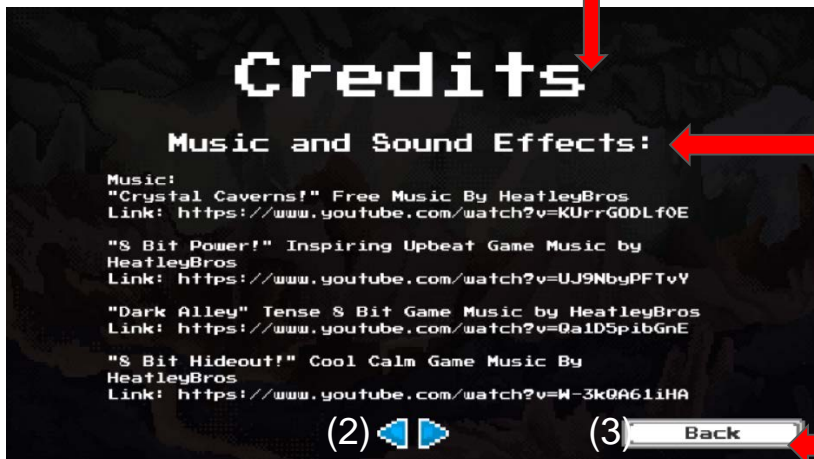 Credits
Music and Sound Effects:
Music:
"Crystal Caverns!" Free Music By HeatleyBros
Link: https://www.youtube.com/watch?v=KUrrGODLf0E
"8 Bit Power!" Inspiring Upbeat Game Music by
HeatleyBros
Link: https://www.youtube.com/watch?v=UJ9NbyPFTvY
"Dark Alley" Tense 8 Bit Game Music by HeatleyBros
Link: https://www.youtube.com/watch?v=Qa1D5pibGnE
"8 Bit Hideout!" Cool Calm Game Music By
HeatleyBros
Link: https://www.youtube.com/watch?v=W-3kQA61iHA
(2) (3) Back